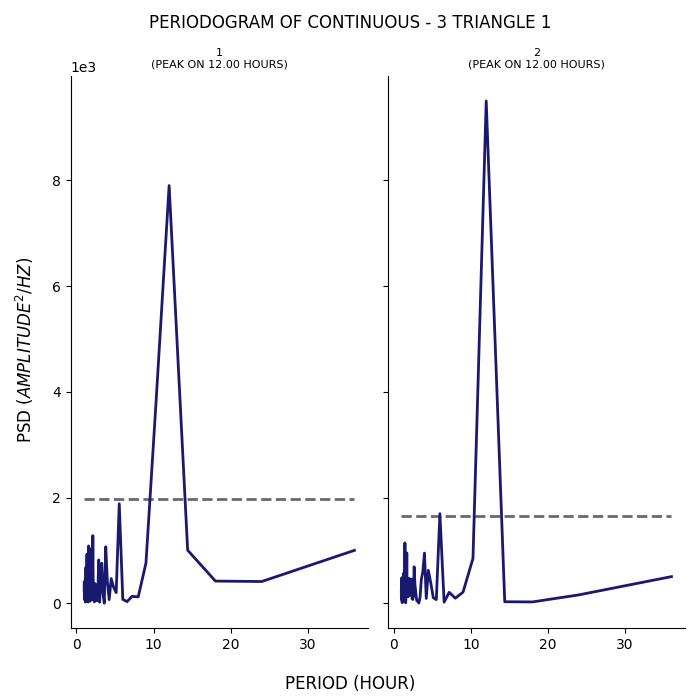 PERIODOGRAM OF CONTINUOUS - 3 TRIANGLE 1
1
(PEAK ON 12.00 HOURS)
2
(PEAK ON 12.00 HOURS)
1e3
8
6
4
2
0
PSD (AMPLITUDE²/HZ)
0 10 20 30
0 10 20 30
PERIOD (HOUR)